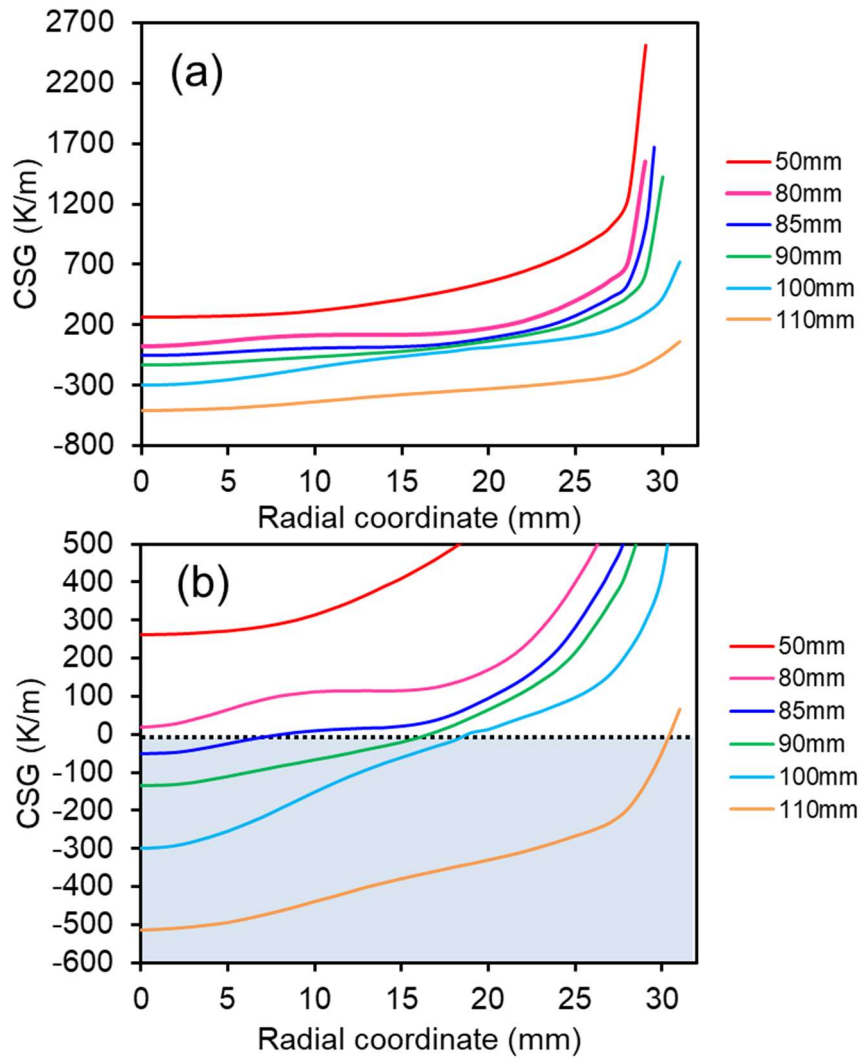 2700
2200
1700
1200
700
200
-300
-800
CSG (K/m)
(a)
0 5 10 15 20 25 30
Radial coordinate (mm)
50mm
80mm
85mm
90mm
100mm
110mm
500
400
300
200
100
0
-100
-200
-300
-400
-500
-600
CSG (K/m)
(b)
0 5 10 15 20 25 30
Radial coordinate (mm)
50mm
80mm
85mm
90mm
100mm
110mm